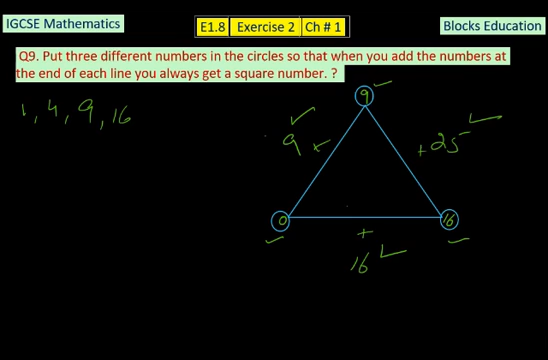 IGCSE Mathematics
E1.8 Exercise 2 Ch # 1
Blocks Education
Q9. Put three different numbers in the circles so that when you add the numbers at
the end of each line you always get a square number. ?
1, 4, 9, 16
9
9
+25
0
16
+
16